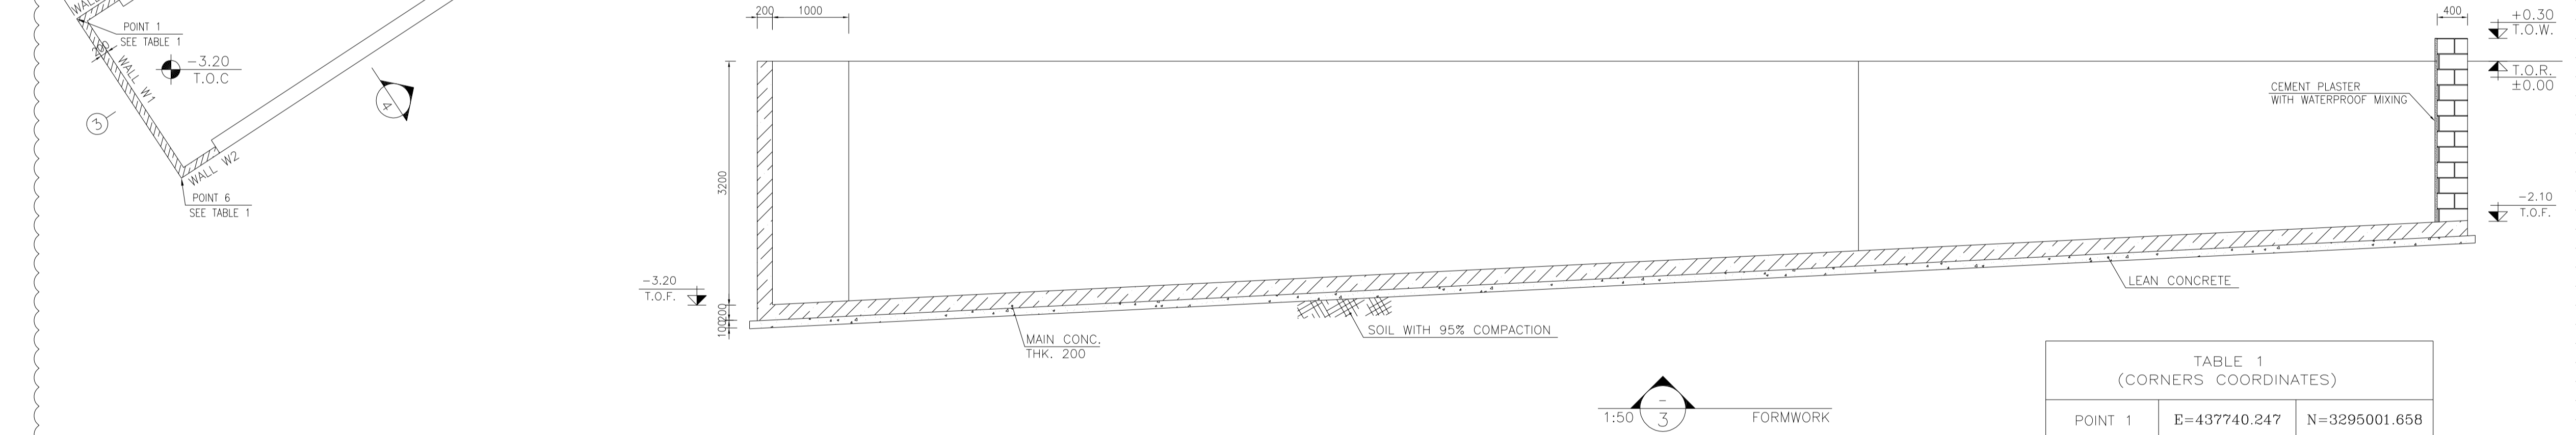 WALL
POINT 1
SEE TABLE 1
200
WALL W1
-3.20
T.O.C
3
4
WALL W2
POINT 6
SEE TABLE 1
200
1000
400
+0.30
T.O.W.
T.O.R.
±0.00
CEMENT PLASTER
WITH WATERPROOF MIXING
3200
-2.10
T.O.F.
-3.20
T.O.F.
200
100
LEAN CONCRETE
SOIL WITH 95% COMPACTION
MAIN CONC.
THK. 200
1:50
-
3
FORMWORK
TABLE 1
(CORNERS COORDINATES)
POINT 1 E=437740.247 N=3295001.658